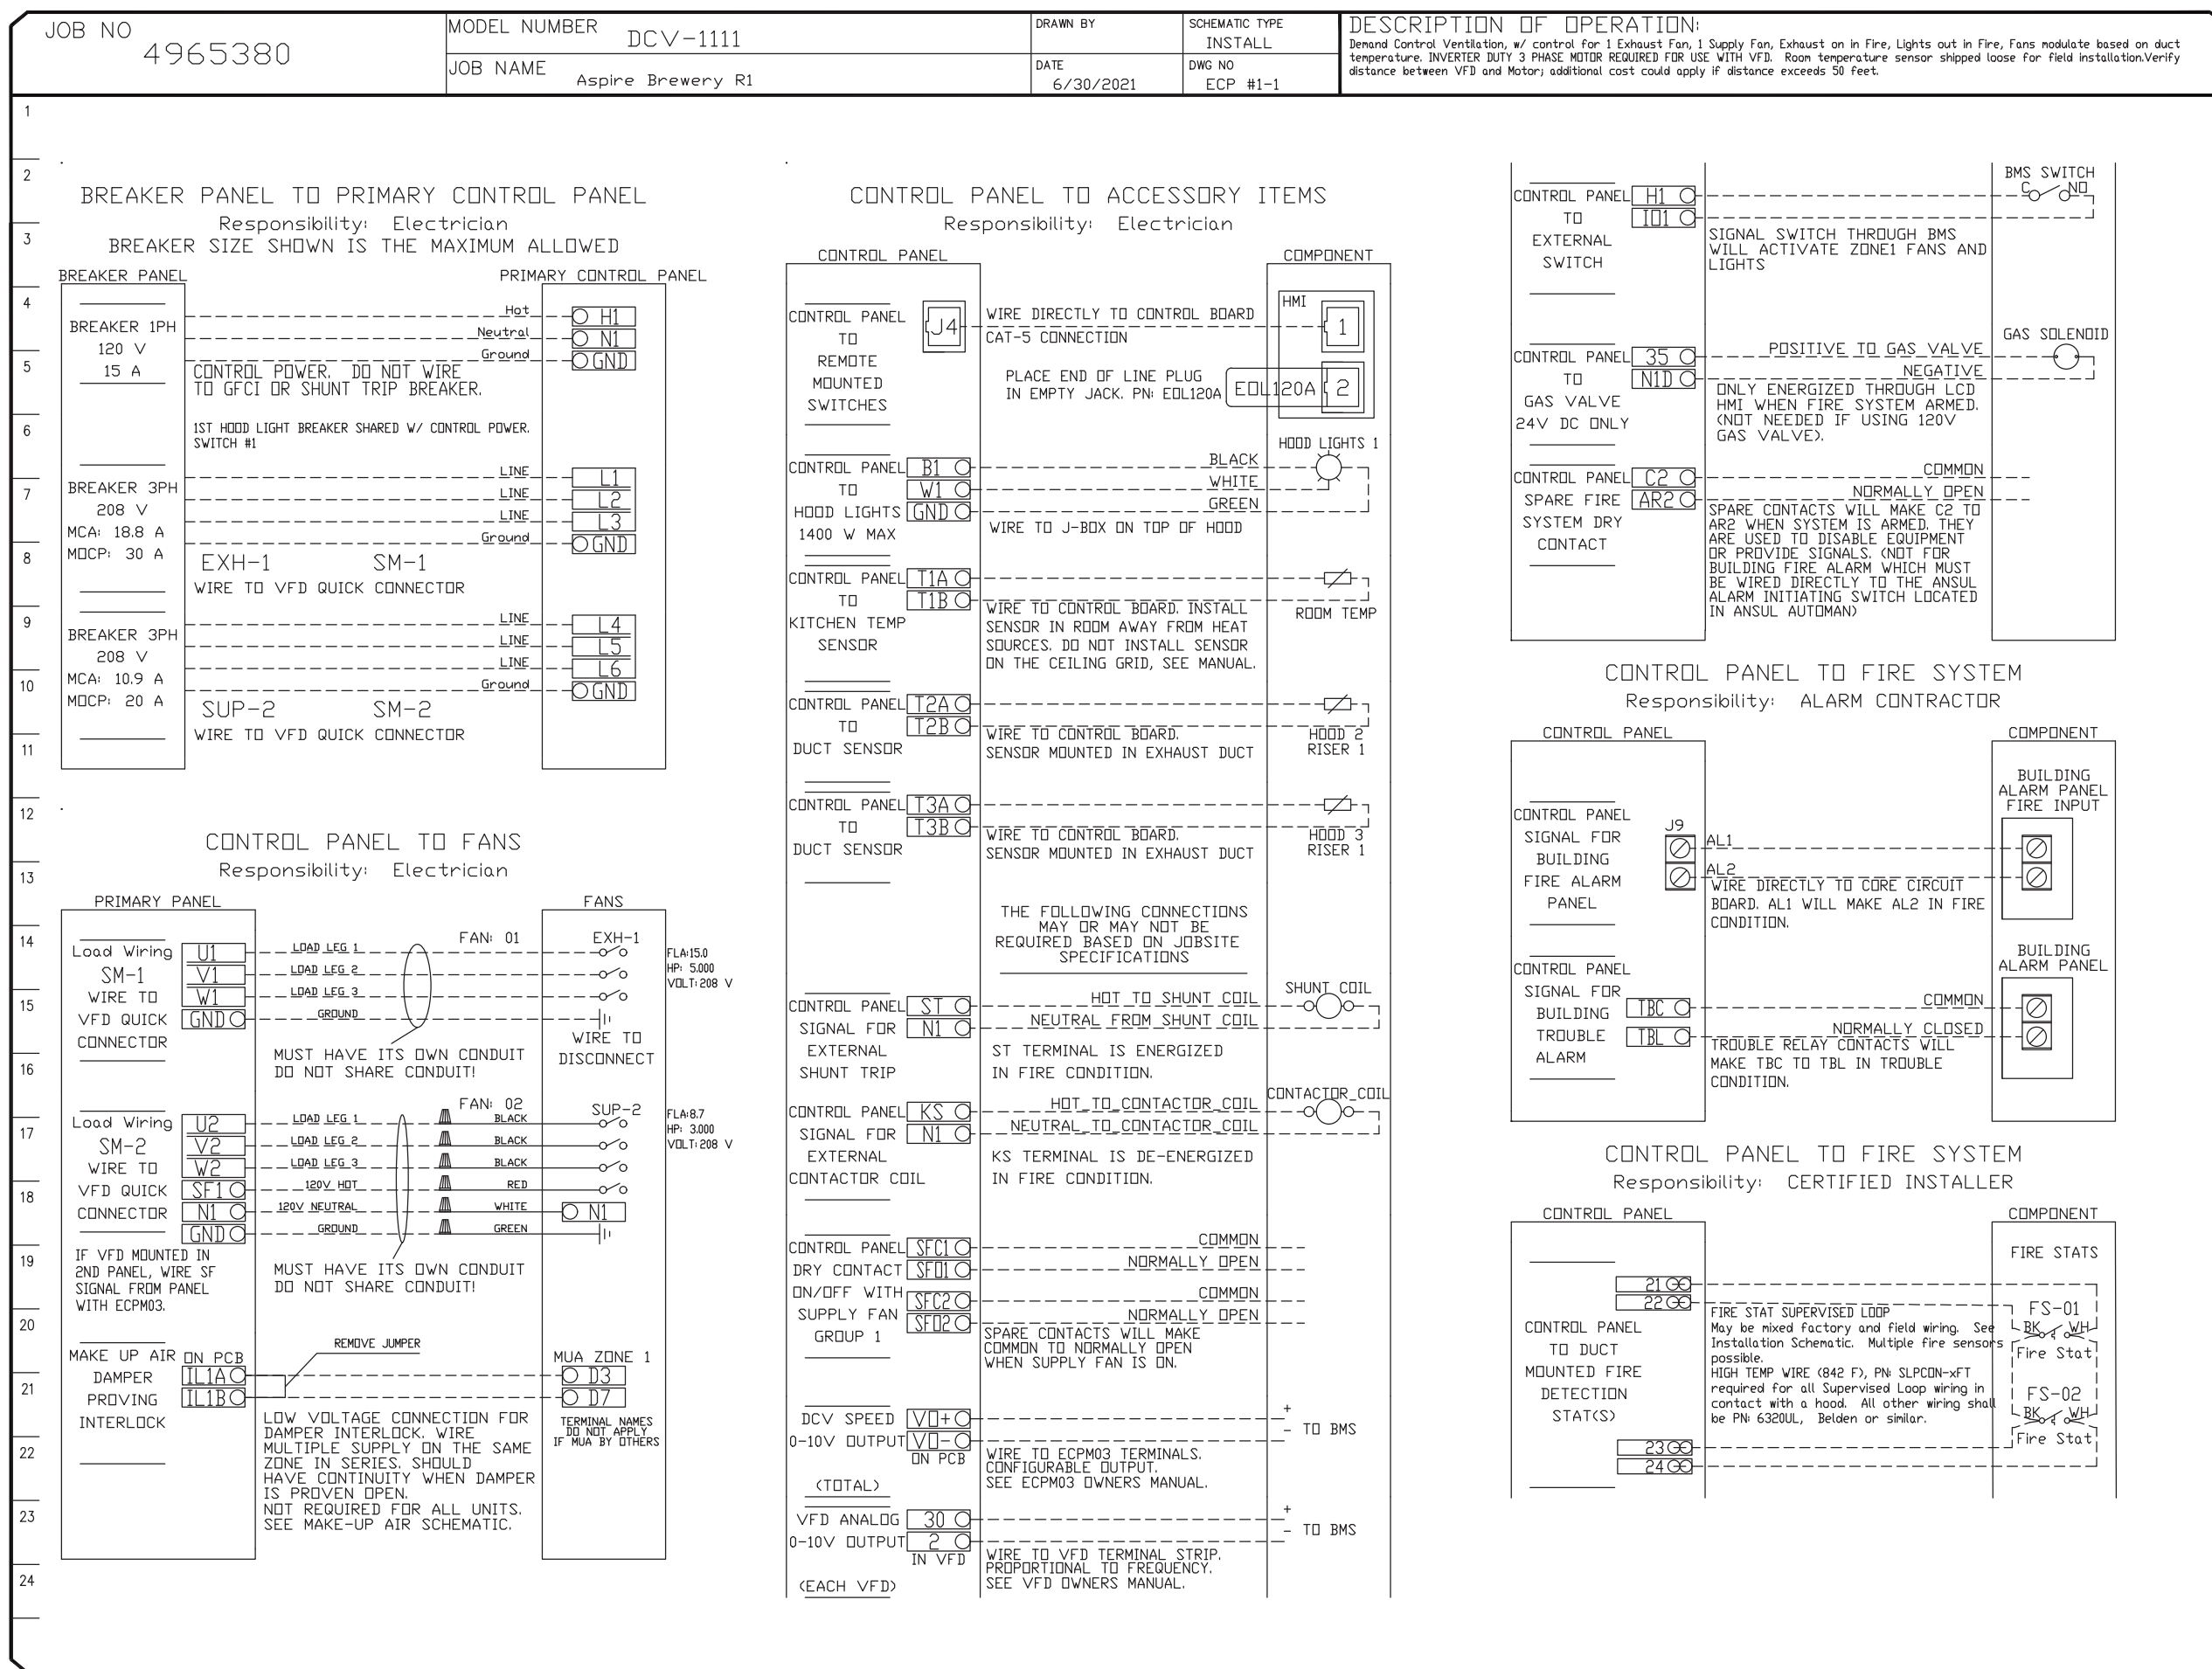 JOB NO
4965380
MODEL NUMBER
DCV-1111
JOB NAME
Aspire Brewery R1
DRAWN BY
DATE
6/30/2021
SCHEMATIC TYPE
INSTALL
DWG NO
ECP #1-1
DESCRIPTION OF OPERATION:
Demand Control Ventilation, w/ control for 1 Exhaust Fan, 1 Supply Fan, Exhaust on in Fire, Lights out in Fire, Fans modulate based on duct
temperature. INVERTER DUTY 3 PHASE MOTOR REQUIRED FOR USE WITH VFD. Room temperature sensor shipped loose for field installation.Verify
distance between VFD and Motor; additional cost could apply if distance exceeds 50 feet.
1
2
3
4
5
6
7
8
9
10
11
12
13
14
15
16
17
18
19
20
21
22
23
24
BREAKER PANEL TO PRIMARY CONTROL PANEL
Responsibility: Electrician
BREAKER SIZE SHOWN IS THE MAXIMUM ALLOWED
BREAKER PANEL
PRIMARY CONTROL PANEL
BREAKER 1PH
120 V
15 A
Hot
H1
Neutral
N1
Ground
GND
CONTROL POWER. DO NOT WIRE
TO GFCI OR SHUNT TRIP BREAKER.
1ST HOOD LIGHT BREAKER SHARED W/ CONTROL POWER.
SWITCH #1
BREAKER 3PH
208 V
MCA: 18.8 A
MOCP: 30 A
LINE
L1
LINE
L2
LINE
L3
Ground
GND
EXH-1 SM-1
WIRE TO VFD QUICK CONNECTOR
BREAKER 3PH
208 V
MCA: 10.9 A
MOCP: 20 A
LINE
L4
LINE
L5
LINE
L6
Ground
GND
SUP-2 SM-2
WIRE TO VFD QUICK CONNECTOR
CONTROL PANEL TO FANS
Responsibility: Electrician
PRIMARY PANEL
FANS
Load Wiring
SM-1
WIRE TO
VFD QUICK
CONNECTOR
U1
V1
W1
GND
LOAD LEG 1
LOAD LEG 2
LOAD LEG 3
GROUND
FAN: 01
EXH-1
FLA:15.0
HP: 5.000
VOLT:208 V
WIRE TO
DISCONNECT
MUST HAVE ITS OWN CONDUIT
DO NOT SHARE CONDUIT!
Load Wiring
SM-2
WIRE TO
VFD QUICK
CONNECTOR
U2
V2
W2
SF1
N1
GND
LOAD LEG 1
LOAD LEG 2
LOAD LEG 3
120V HOT
120V NEUTRAL
GROUND
FAN: 02
BLACK
BLACK
BLACK
RED
WHITE
GREEN
SUP-2
N1
FLA:8.7
HP: 3.000
VOLT:208 V
IF VFD MOUNTED IN
2ND PANEL, WIRE SF
SIGNAL FROM PANEL
WITH ECPM03.
MUST HAVE ITS OWN CONDUIT
DO NOT SHARE CONDUIT!
REMOVE JUMPER
MAKE UP AIR
DAMPER
PROVING
INTERLOCK
ON PCB
IL1A
IL1B
MUA ZONE 1
D3
D7
TERMINAL NAMES
DO NOT APPLY
IF MUA BY OTHERS
LOW VOLTAGE CONNECTION FOR
DAMPER INTERLOCK. WIRE
MULTIPLE SUPPLY ON THE SAME
ZONE IN SERIES. SHOULD
HAVE CONTINUITY WHEN DAMPER
IS PROVEN OPEN.
NOT REQUIRED FOR ALL UNITS.
SEE MAKE-UP AIR SCHEMATIC.
CONTROL PANEL TO ACCESSORY ITEMS
Responsibility: Electrician
CONTROL PANEL
COMPONENT
CONTROL PANEL
TO
REMOTE
MOUNTED
SWITCHES
J4
WIRE DIRECTLY TO CONTROL BOARD
CAT-5 CONNECTION
HMI
1
PLACE END OF LINE PLUG
IN EMPTY JACK. PN: EOL120A
EOL120A
2
CONTROL PANEL
TO
HOOD LIGHTS
1400 W MAX
B1
W1
GND
BLACK
WHITE
GREEN
HOOD LIGHTS 1
WIRE TO J-BOX ON TOP OF HOOD
CONTROL PANEL
TO
KITCHEN TEMP
SENSOR
T1A
T1B
WIRE TO CONTROL BOARD. INSTALL
SENSOR IN ROOM AWAY FROM HEAT
SOURCES. DO NOT INSTALL SENSOR
ON THE CEILING GRID, SEE MANUAL.
ROOM TEMP
CONTROL PANEL
TO
DUCT SENSOR
T2A
T2B
WIRE TO CONTROL BOARD.
SENSOR MOUNTED IN EXHAUST DUCT
HOOD 2
RISER 1
CONTROL PANEL
TO
DUCT SENSOR
T3A
T3B
WIRE TO CONTROL BOARD.
SENSOR MOUNTED IN EXHAUST DUCT
HOOD 3
RISER 1
THE FOLLOWING CONNECTIONS
MAY OR MAY NOT BE
REQUIRED BASED ON JOBSITE
SPECIFICATIONS
CONTROL PANEL
SIGNAL FOR
EXTERNAL
SHUNT TRIP
ST
N1
HOT TO SHUNT COIL
NEUTRAL FROM SHUNT COIL
SHUNT COIL
ST TERMINAL IS ENERGIZED
IN FIRE CONDITION.
CONTROL PANEL
SIGNAL FOR
EXTERNAL
CONTACTOR COIL
KS
N1
HOT TO CONTACTOR COIL
NEUTRAL TO CONTACTOR COIL
CONTACTOR COIL
KS TERMINAL IS DE-ENERGIZED
IN FIRE CONDITION.
CONTROL PANEL
DRY CONTACT
ON/OFF WITH
SUPPLY FAN
GROUP 1
SFC1
SFO1
SFC2
SFO2
COMMON
NORMALLY OPEN
COMMON
NORMALLY OPEN
SPARE CONTACTS WILL MAKE
COMMON TO NORMALLY OPEN
WHEN SUPPLY FAN IS ON.
DCV SPEED
0-10V OUTPUT
(TOTAL)
VO+
VO-
ON PCB
+
- TO BMS
WIRE TO ECPM03 TERMINALS.
CONFIGURABLE OUTPUT.
SEE ECPM03 OWNERS MANUAL.
VFD ANALOG
0-10V OUTPUT
(EACH VFD)
30
2
IN VFD
+
- TO BMS
WIRE TO VFD TERMINAL STRIP.
PROPORTIONAL TO FREQUENCY.
SEE VFD OWNERS MANUAL.
CONTROL PANEL
TO
EXTERNAL
SWITCH
H1
IO1
BMS SWITCH
C NO
SIGNAL SWITCH THROUGH BMS
WILL ACTIVATE ZONE1 FANS AND
LIGHTS
CONTROL PANEL
TO
GAS VALVE
24V DC ONLY
35
N1D
POSITIVE TO GAS VALVE
NEGATIVE
GAS SOLENOID
ONLY ENERGIZED THROUGH LCD
HMI WHEN FIRE SYSTEM ARMED.
(NOT NEEDED IF USING 120V
GAS VALVE).
CONTROL PANEL
SPARE FIRE
SYSTEM DRY
CONTACT
C2
AR2
COMMON
NORMALLY OPEN
SPARE CONTACTS WILL MAKE C2 TO
AR2 WHEN SYSTEM IS ARMED. THEY
ARE USED TO DISABLE EQUIPMENT
OR PROVIDE SIGNALS. (NOT FOR
BUILDING FIRE ALARM WHICH MUST
BE WIRED DIRECTLY TO THE ANSUL
ALARM INITIATING SWITCH LOCATED
IN ANSUL AUTOMAN)
CONTROL PANEL TO FIRE SYSTEM
Responsibility: ALARM CONTRACTOR
CONTROL PANEL
COMPONENT
CONTROL PANEL
SIGNAL FOR
BUILDING
FIRE ALARM
PANEL
J9
AL1
AL2
WIRE DIRECTLY TO CORE CIRCUIT
BOARD. AL1 WILL MAKE AL2 IN FIRE
CONDITION.
BUILDING
ALARM PANEL
FIRE INPUT
CONTROL PANEL
SIGNAL FOR
BUILDING
TROUBLE
ALARM
TBC
TBL
COMMON
NORMALLY CLOSED
TROUBLE RELAY CONTACTS WILL
MAKE TBC TO TBL IN TROUBLE
CONDITION.
BUILDING
ALARM PANEL
CONTROL PANEL TO FIRE SYSTEM
Responsibility: CERTIFIED INSTALLER
CONTROL PANEL
COMPONENT
CONTROL PANEL
TO DUCT
MOUNTED FIRE
DETECTION
STAT(S)
21
22
23
24
FIRE STAT SUPERVISED LOOP
May be mixed factory and field wiring. See
Installation Schematic. Multiple fire sensors
possible.
HIGH TEMP WIRE (842 F), PN: SLPCON-xFT
required for all Supervised Loop wiring in
contact with a hood. All other wiring shall
be PN: 6320UL, Belden or similar.
FIRE STATS
FS-01
BK WH
Fire Stat
FS-02
BK WH
Fire Stat